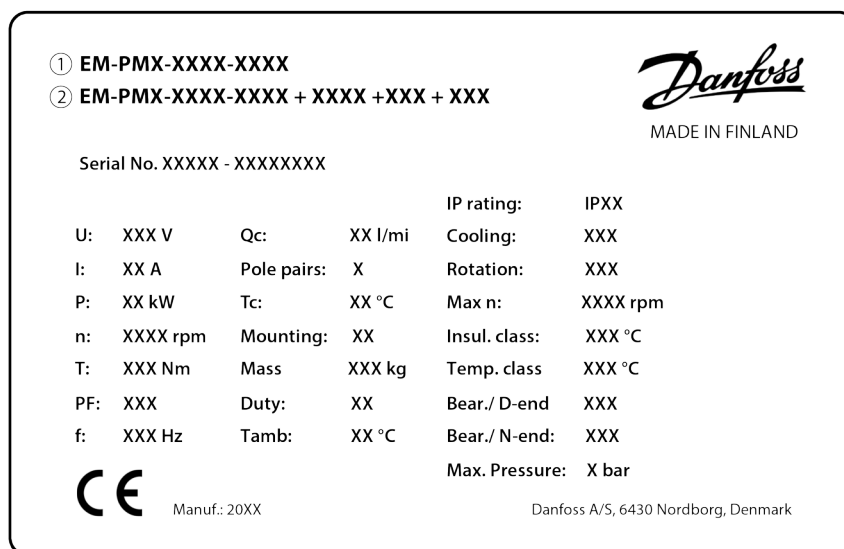 ① EM-PMX-XXXX-XXXX
② EM-PMX-XXXX-XXXX + XXXX +XXX + XXX
Danfoss
MADE IN FINLAND
Serial No. XXXXX - XXXXXXXX
IP rating: IPXX
U: XXX V Qc: XX l/mi Cooling: XXX
I: XX A Pole pairs: X Rotation: XXX
P: XX kW Tc: XX °C Max n: XXXX rpm
n: XXXX rpm Mounting: XX Insul. class: XXX °C
T: XXX Nm Mass XXX kg Temp. class XXX °C
PF: XXX Duty: XX Bear./ D-end XXX
f: XXX Hz Tamb: XX °C Bear./ N-end: XXX
Max. Pressure: X bar
CE Manuf.: 20XX Danfoss A/S, 6430 Nordborg, Denmark